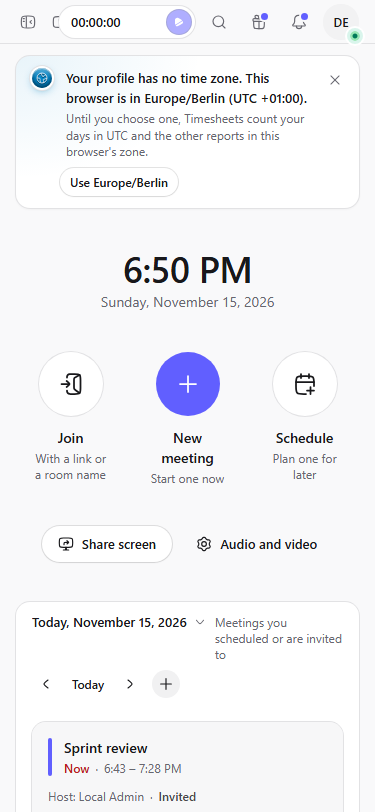 00:00:00
DE
Your profile has no time zone. This
browser is in Europe/Berlin (UTC +01:00).
Until you choose one, Timesheets count your
days in UTC and the other reports in this
browser's zone.
Use Europe/Berlin
6:50 PM
Sunday, November 15, 2026
Join
With a link or
a room name
New
meeting
Start one now
Schedule
Plan one for
later
Share screen
Audio and video
Today, November 15, 2026
Meetings you
scheduled or are invited
to
Today
Sprint review
Now · 6:43 – 7:28 PM
Host: Local Admin · Invited